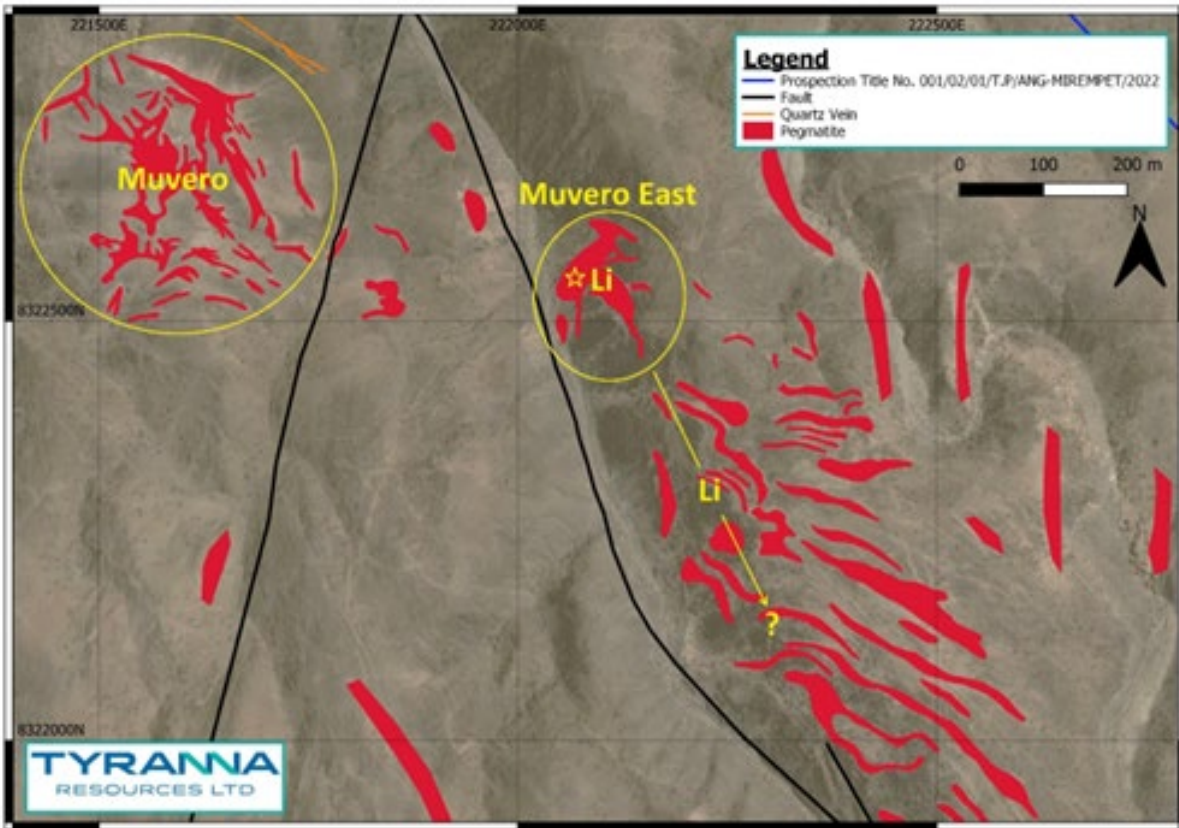 221500E
222000E
222500E
Legend
Prospection Title No. 001/02/01/T.P/ANG-MIREMPET/2022
Fault
Quartz Vein
Pegmatite
0 100 200 m
N
Muvero
Muvero East
Li
8322500N
Li
?
8322000N
TYRANNA
RESOURCES LTD